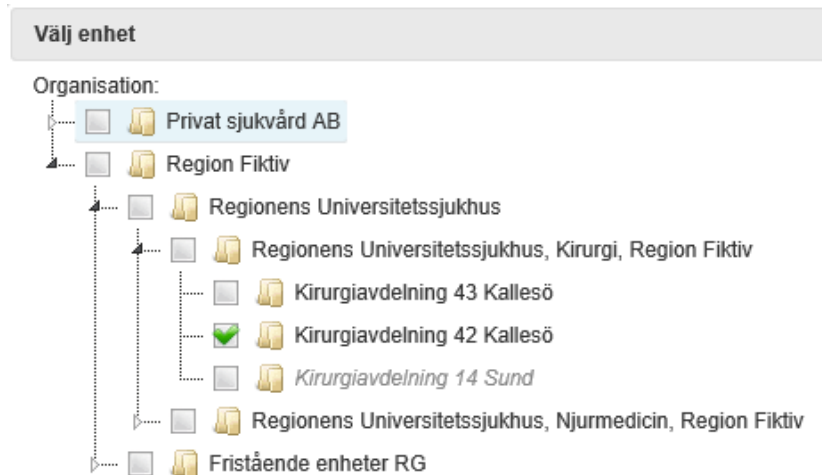 Välj enhet
Organisation:
Privat sjukvård AB
Region Fiktiv
Regionens Universitetssjukhus
Regionens Universitetssjukhus, Kirurgi, Region Fiktiv
Kirurgiavdelning 43 Kallesö
Kirurgiavdelning 42 Kallesö
Kirurgiavdelning 14 Sund
Regionens Universitetssjukhus, Njurmedicin, Region Fiktiv
Fristående enheter RG